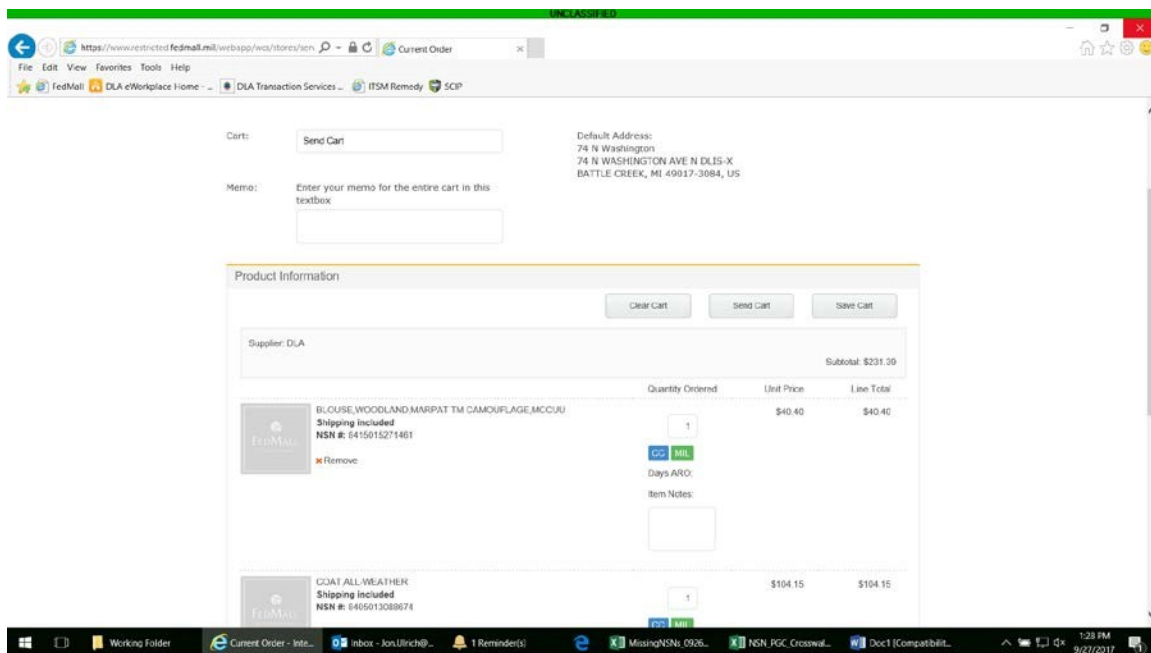 UNCLASSIFIED
https://www.restricted.fedmall.mil/webapp/wcs/stores/serv
Current Order
File Edit View Favorites Tools Help
FedMall DLA eWorkplace Home - ... DLA Transaction Services ... ITSM Remedy SCIP
Cart:
Send Cart
Default Address:
74 N Washington
74 N WASHINGTON AVE N DLIS-X
BATTLE CREEK, MI 49017-3084, US
Memo:
Enter your memo for the entire cart in this
textbox
Product Information
Clear Cart Send Cart Save Cart
Supplier: DLA
Subtotal: $231.30
Quantity Ordered Unit Price Line Total
BLOUSE,WOODLAND,MARPAT TM CAMOUFLAGE,MCCUU
Shipping included
NSN #: 8415015271461
Remove
FEDMALL
1
$40.40 $40.40
CC MIL
Days ARO:
Item Notes:
COAT ALL-WEATHER
Shipping included
NSN #: 8405013088674
FEDMALL
1
$104.15 $104.15
CC MIL
Working Folder Current Order - Inte... Inbox - Jon.Ullrich@... 1 Reminder(s) MissingNSNs_0926... NSN_PGC_Crosswal... Doc1 [Compatibilit...
1:28 PM
9/27/2017